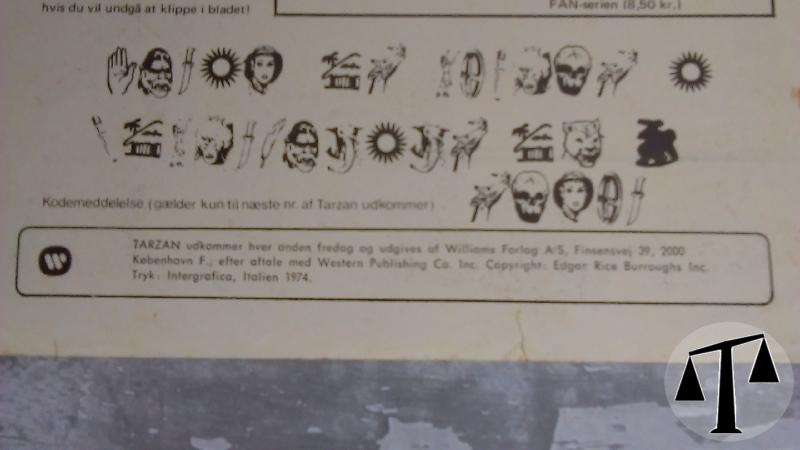 hvis du vil undgå at klippe i bladet!
FAN-serien (8,50 kr.)
Kodemeddelelse (gælder kun til næste nr. af Tarzan udkommer)
TARZAN udkommer hver anden fredag og udgives af Williams Forlag A/S, Finsensvej 39, 2000
København F., efter aftale med Western Publishing Co. Inc. Copyright: Edgar Rice Burroughs Inc.
Tryk: Intergrafica, Italien 1974.